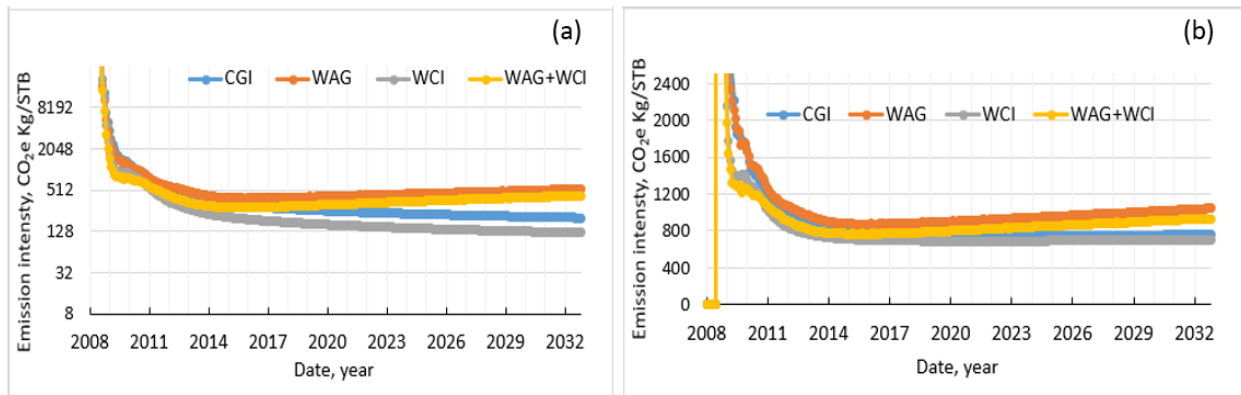 (a)
CGI WAG WCI WAG+WCI
8192
2048
512
128
32
8
Emission intensity, CO₂e Kg/STB
2008 2011 2014 2017 2020 2023 2026 2029 2032
Date, year
(b)
2400
CGI WAG WCI WAG+WCI
2000
1600
1200
800
400
0
Emission intensty, CO₂e Kg/STB
2008 2011 2014 2017 2020 2023 2026 2029 2032
Date, year